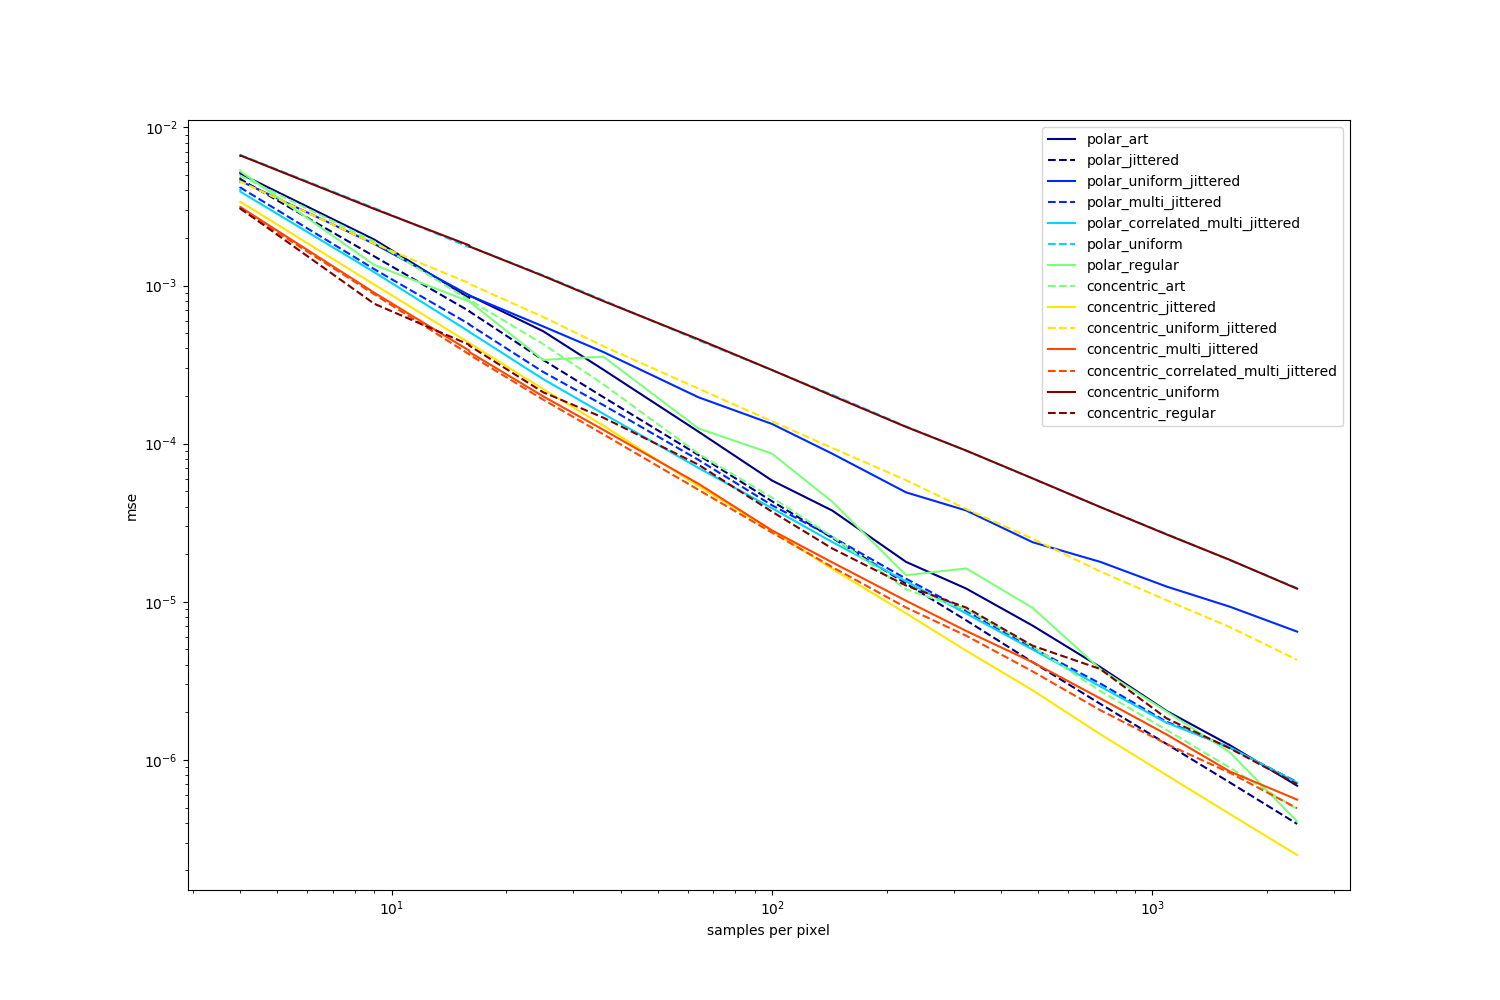 10⁻²
10⁻³
10⁻⁴
10⁻⁵
10⁻⁶
mse
10¹
10²
10³
samples per pixel
polar_art
polar_jittered
polar_uniform_jittered
polar_multi_jittered
polar_correlated_multi_jittered
polar_uniform
polar_regular
concentric_art
concentric_jittered
concentric_uniform_jittered
concentric_multi_jittered
concentric_correlated_multi_jittered
concentric_uniform
concentric_regular